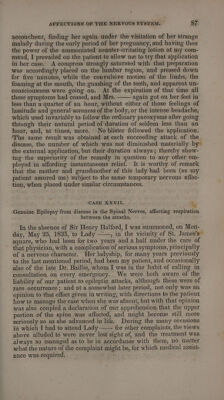 AFFECTIONS OF THE NERVOUS SYSTEM. 87
accoucheur, finding her again under the visitation of her strange
malady during the early period of her pregnancy, and having then
the power of the enumerated counter-irritating lotion at my com-
mand, I prevailed on the patient to allow me to try that application
in her case. A compress strongly saturated with that preparation
was accordingly placed on the lumbar region, and pressed down
for five minutes, while the convulsive motion of the limbs, the
foaming at the mouth, the gnashing of the teeth, and apparent un-
consciousness were going on. At the expiration of that time all
those symptoms had ceased, and Mrs. —— again got on her feet in
less than a quarter of an hour, without either of those feelings of
lassitude and general soreness of the body, or the intense headache,
which used invariably to follow the ordinary paroxysms after going
through their natural period of duration of seldom less than an
hour, and, at times, more. No blister followed the application.
The same result was obtained at each succeeding attack of the
disease, the number of which was not diminished materially by
the external application, but their duration always; thereby show-
ing the superiority of the remedy in question to any other em-
ployed in affording instantaneous relief. It is worthy of remark
that the mother and grandmother of this lady had been (as my
patient assured me) subject to the same temporary nervous affec-
tion, when placed under similar circumstances.
CASE XXVII.
Genuine Epilepsy from disease in the Spinal Nerves, affecting respiration
between the attacks.
In the absence of Sir Henry Halford, I was summoned, on Mon-
day, May 25, 1835, to Lady ——, in the vicinity of St. James's
square, who had been for two years and a half under the care of
that physician, with a complication of serious symptoms, principally
of a nervous character. Her ladyship, for many years previously
to the last mentioned period, had been my patient, and occasionally
also of the late Dr. Baillie, whom I was in the habit of calling in
consultation on every emergency. We were both aware of the
liability of our patient to epileptic attacks, although these were of
rare occurrence; and at a somewhat later period, not only was an
opinion to that effect given in writing, with directions to the patient
how to manage the case when she was absent, but with that opinion
was also coupled a declaration of our apprehension that the upper
portion of the spine was affected, and might become still more
seriously so as she advanced in life. During the many occasions
in which I had to attend Lady —— for other complaints, the views
above alluded to were never lost sight of, and the treatment was
always so managed as to be in accordance with them, no matter
what the nature of the complaint might be, for which medical assist-
ance was required.